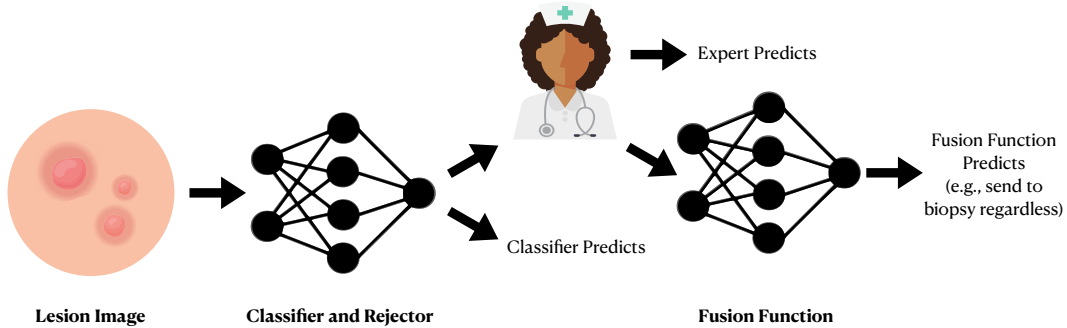 Expert Predicts
Fusion Function
Predicts
(e.g., send to
biopsy regardless)
Classifier Predicts
Lesion Image
Classifier and Rejector
Fusion Function